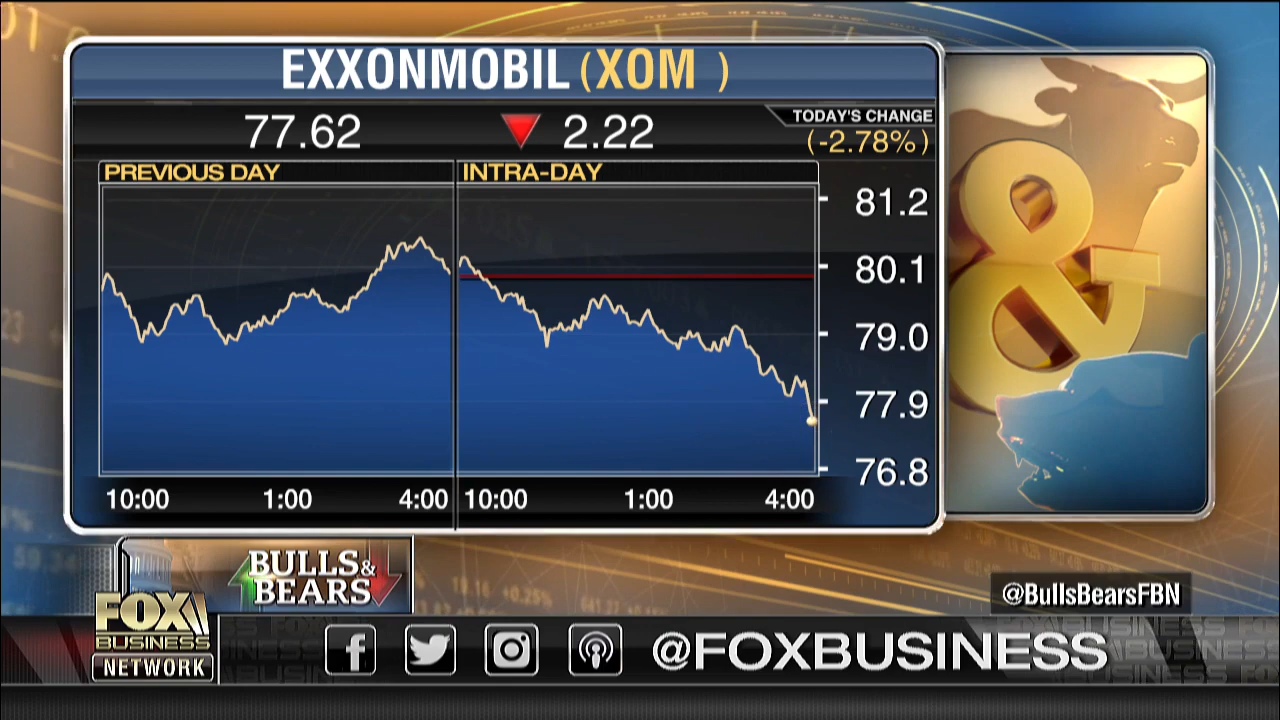 EXXONMOBIL (XOM )
77.62 ▼ 2.22
TODAY'S CHANGE
(-2.78%)
PREVIOUS DAY
INTRA-DAY
81.2
80.1
79.0
77.9
76.8
10:00 1:00 4:00 10:00 1:00 4:00
&
BULLS&
BEARS
@BullsBearsFBN
FOX
BUSINESS
NETWORK
@FOXBUSINESS